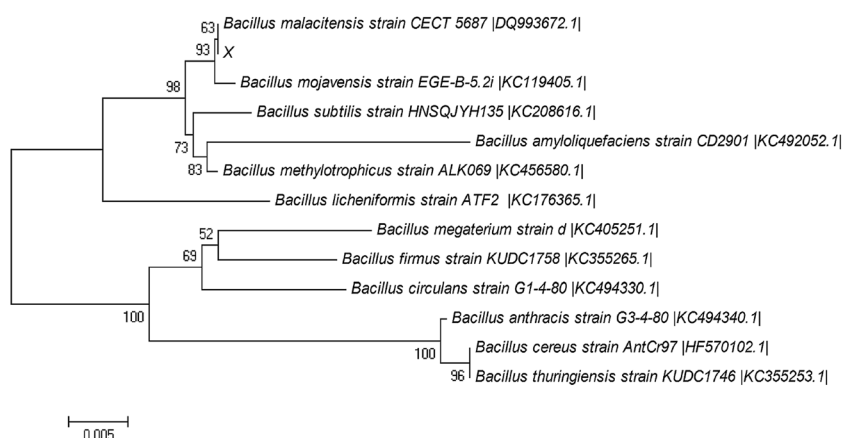 63
Bacillus malacitensis strain CECT 5687 |DQ993672.1|
93
X
Bacillus mojavensis strain EGE-B-5.2i |KC119405.1|
98
Bacillus subtilis strain HNSQJYH135 |KC208616.1|
73
Bacillus amyloliquefaciens strain CD2901 |KC492052.1|
83
Bacillus methylotrophicus strain ALK069 |KC456580.1|
Bacillus licheniformis strain ATF2 |KC176365.1|
52
Bacillus megaterium strain d |KC405251.1|
69
Bacillus firmus strain KUDC1758 |KC355265.1|
Bacillus circulans strain G1-4-80 |KC494330.1|
100
Bacillus anthracis strain G3-4-80 |KC494340.1|
100
Bacillus cereus strain AntCr97 |HF570102.1|
96
Bacillus thuringiensis strain KUDC1746 |KC355253.1|
0.005